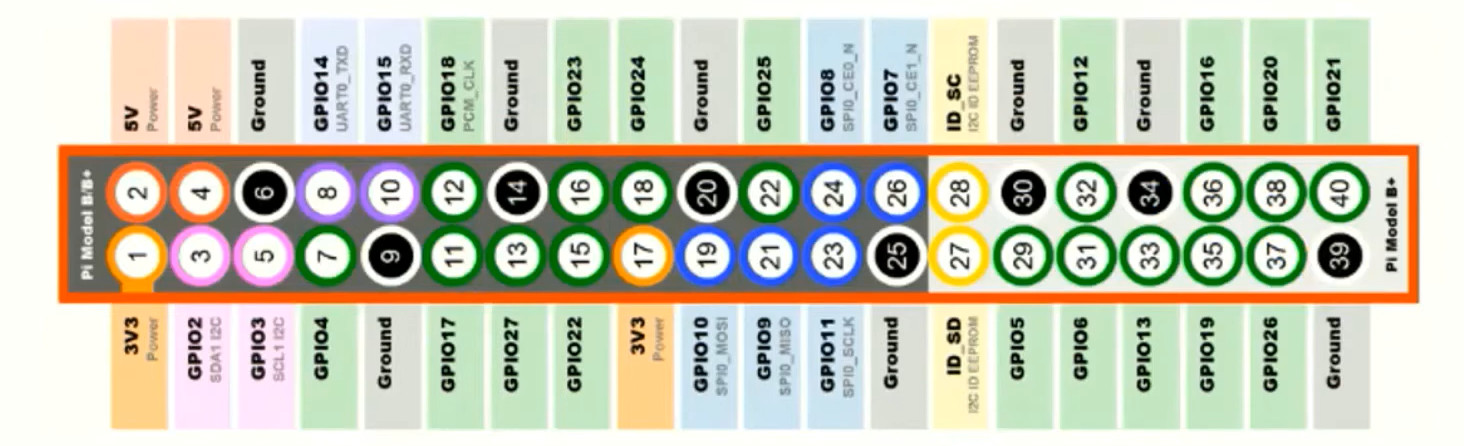 5V
Power
5V
Power
Ground
GPIO14
UART0_TXD
GPIO15
UART0_RXD
GPIO18
PCM_CLK
Ground
GPIO23
GPIO24
Ground
GPIO25
GPIO8
SPI0_CE0_N
GPIO7
SPI0_CE1_N
ID_SC
I2C ID EEPROM
Ground
GPIO12
Ground
GPIO16
GPIO20
GPIO21
Pi Model B/B+
2 4 6 8 10 12 14 16 18 20 22 24 26 28 30 32 34 36 38 40
1 3 5 7 9 11 13 15 17 19 21 23 25 27 29 31 33 35 37 39
Pi Model B+
3V3
Power
GPIO2
SDA1 I2C
GPIO3
SCL1 I2C
GPIO4
Ground
GPIO17
GPIO27
GPIO22
3V3
Power
GPIO10
SPI0_MOSI
GPIO9
SPI0_MISO
GPIO11
SPI0_SCLK
Ground
ID_SD
I2C ID EEPROM
GPIO5
GPIO6
GPIO13
GPIO19
GPIO26
Ground